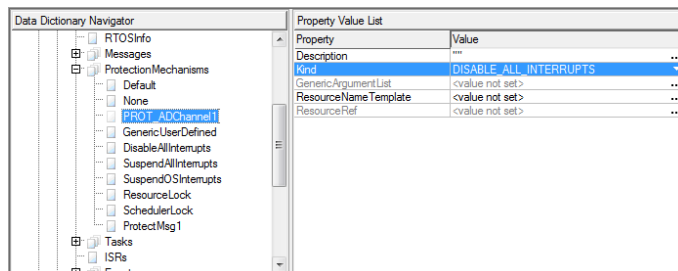 Data Dictionary Navigator
RTOSInfo
Messages
ProtectionMechanisms
Default
None
PROT_ADChannel1
GenericUserDefined
DisableAllInterrupts
SuspendAllInterrupts
SuspendOSInterrupts
ResourceLock
SchedulerLock
ProtectMsg1
Tasks
ISRs
Property Value List
Property Value
Description "" ...
Kind DISABLE_ALL_INTERRUPTS
GenericArgumentList <value not set> ...
ResourceNameTemplate <value not set> ...
ResourceRef <value not set> ...